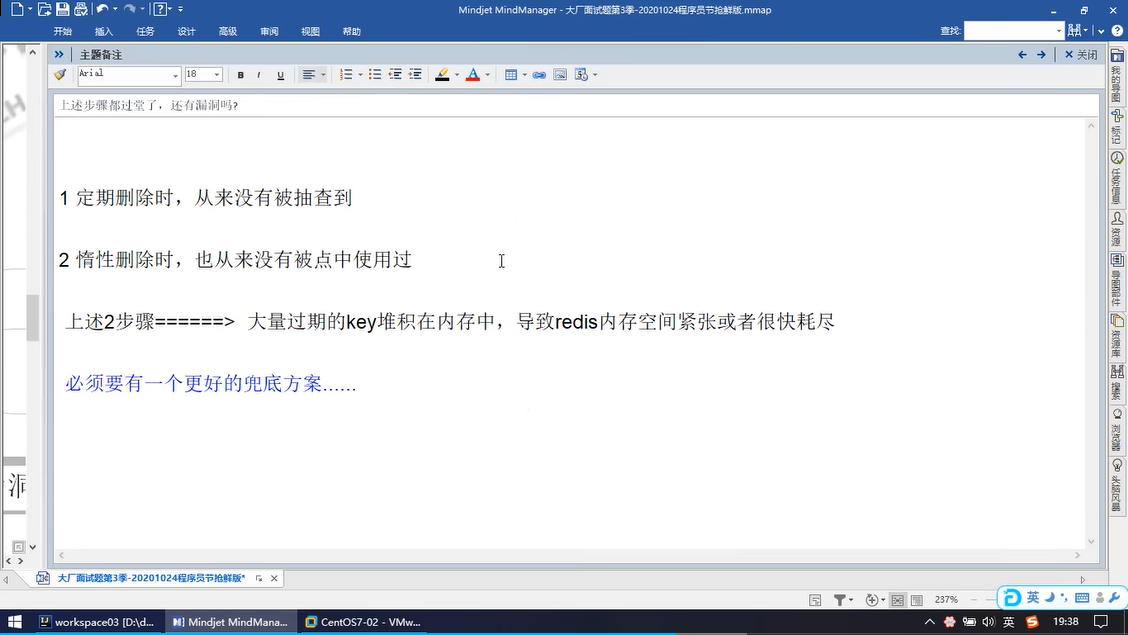 Mindjet MindManager - 大厂面试题第3季-20201024程序员节抢鲜版.mmap
开始 插入 任务 设计 高级 审阅 视图 帮助 查找:
主题备注 关闭
Arial 18 B I U A
上述步骤都过堂了，还有漏洞吗?
1 定期删除时，从来没有被抽查到
2 惰性删除时，也从来没有被点中使用过
上述2步骤======> 大量过期的key堆积在内存中，导致redis内存空间紧张或者很快耗尽
必须要有一个更好的兜底方案......
我的导图
标记
任务信息
资源
导图部件
资源库
搜索
浏览器
头脑风暴
大厂面试题第3季-20201024程序员节抢鲜版*
237%
英
workspace03 [D:\d...
Mindjet MindMana...
CentOS7-02 - VMw...
英
19:38